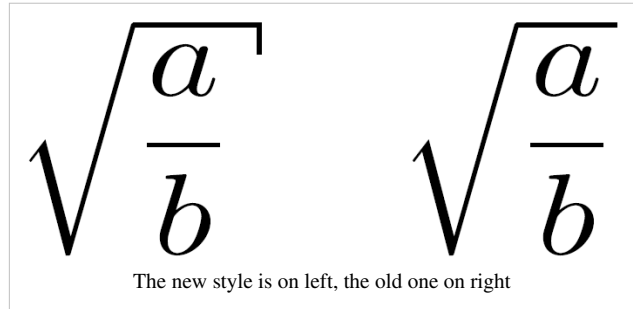 √(a/b) √(a/b)
The new style is on left, the old one on right